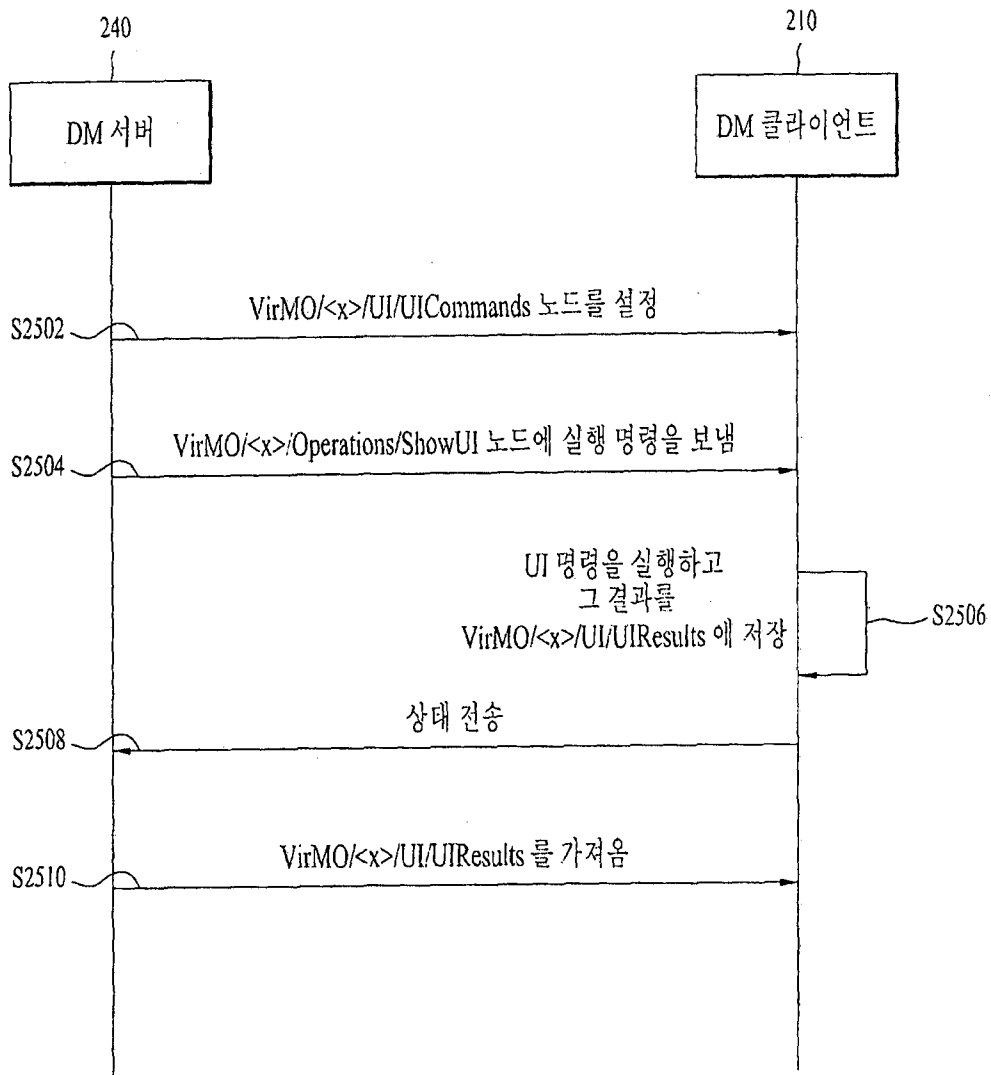 240
210
DM 서버
DM 클라이언트
VirMO/<x>/UI/UICommands 노드를 설정
S2502
VirMO/<x>/Operations/ShowUI 노드에 실행 명령을 보냄
S2504
UI 명령을 실행하고
그 결과를
VirMO/<x>/UI/UIResults 에 저장
S2506
상태 전송
S2508
VirMO/<x>/UI/UIResults 를 가져옴
S2510